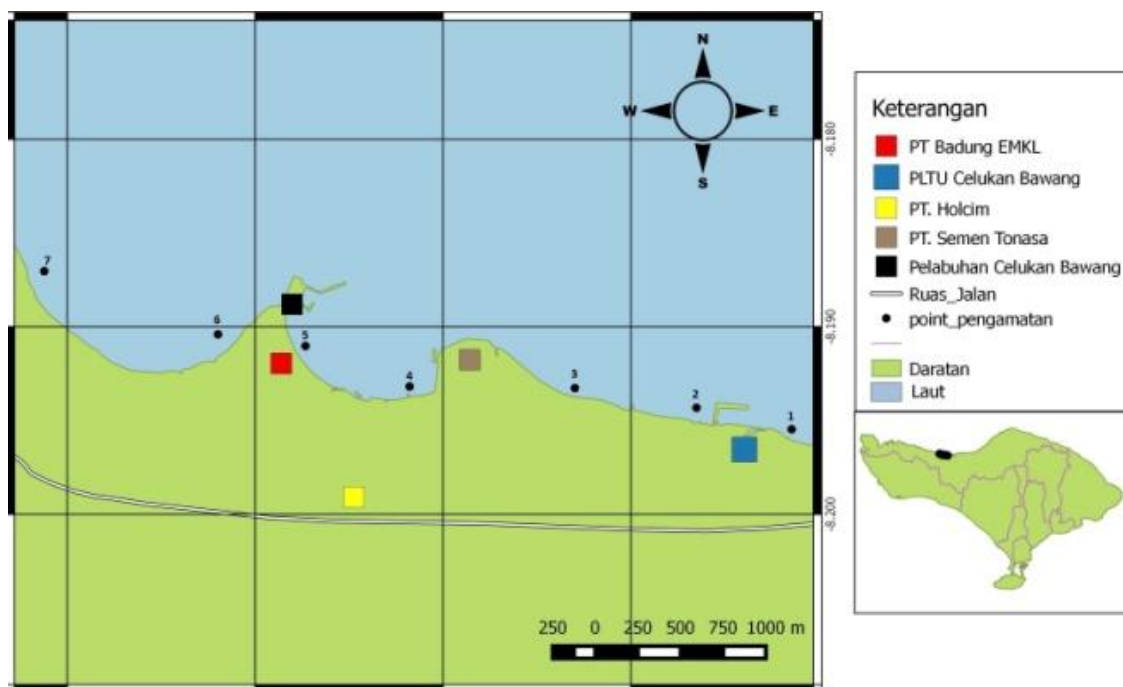 N
W E
S
-8.180
-8.190
-8.200
7
6
5
4
3
2
1
250 0 250 500 750 1000 m
Keterangan
PT Badung EMKL
PLTU Celukan Bawang
PT. Holcim
PT. Semen Tonasa
Pelabuhan Celukan Bawang
Ruas_Jalan
point_pengamatan
Daratan
Laut